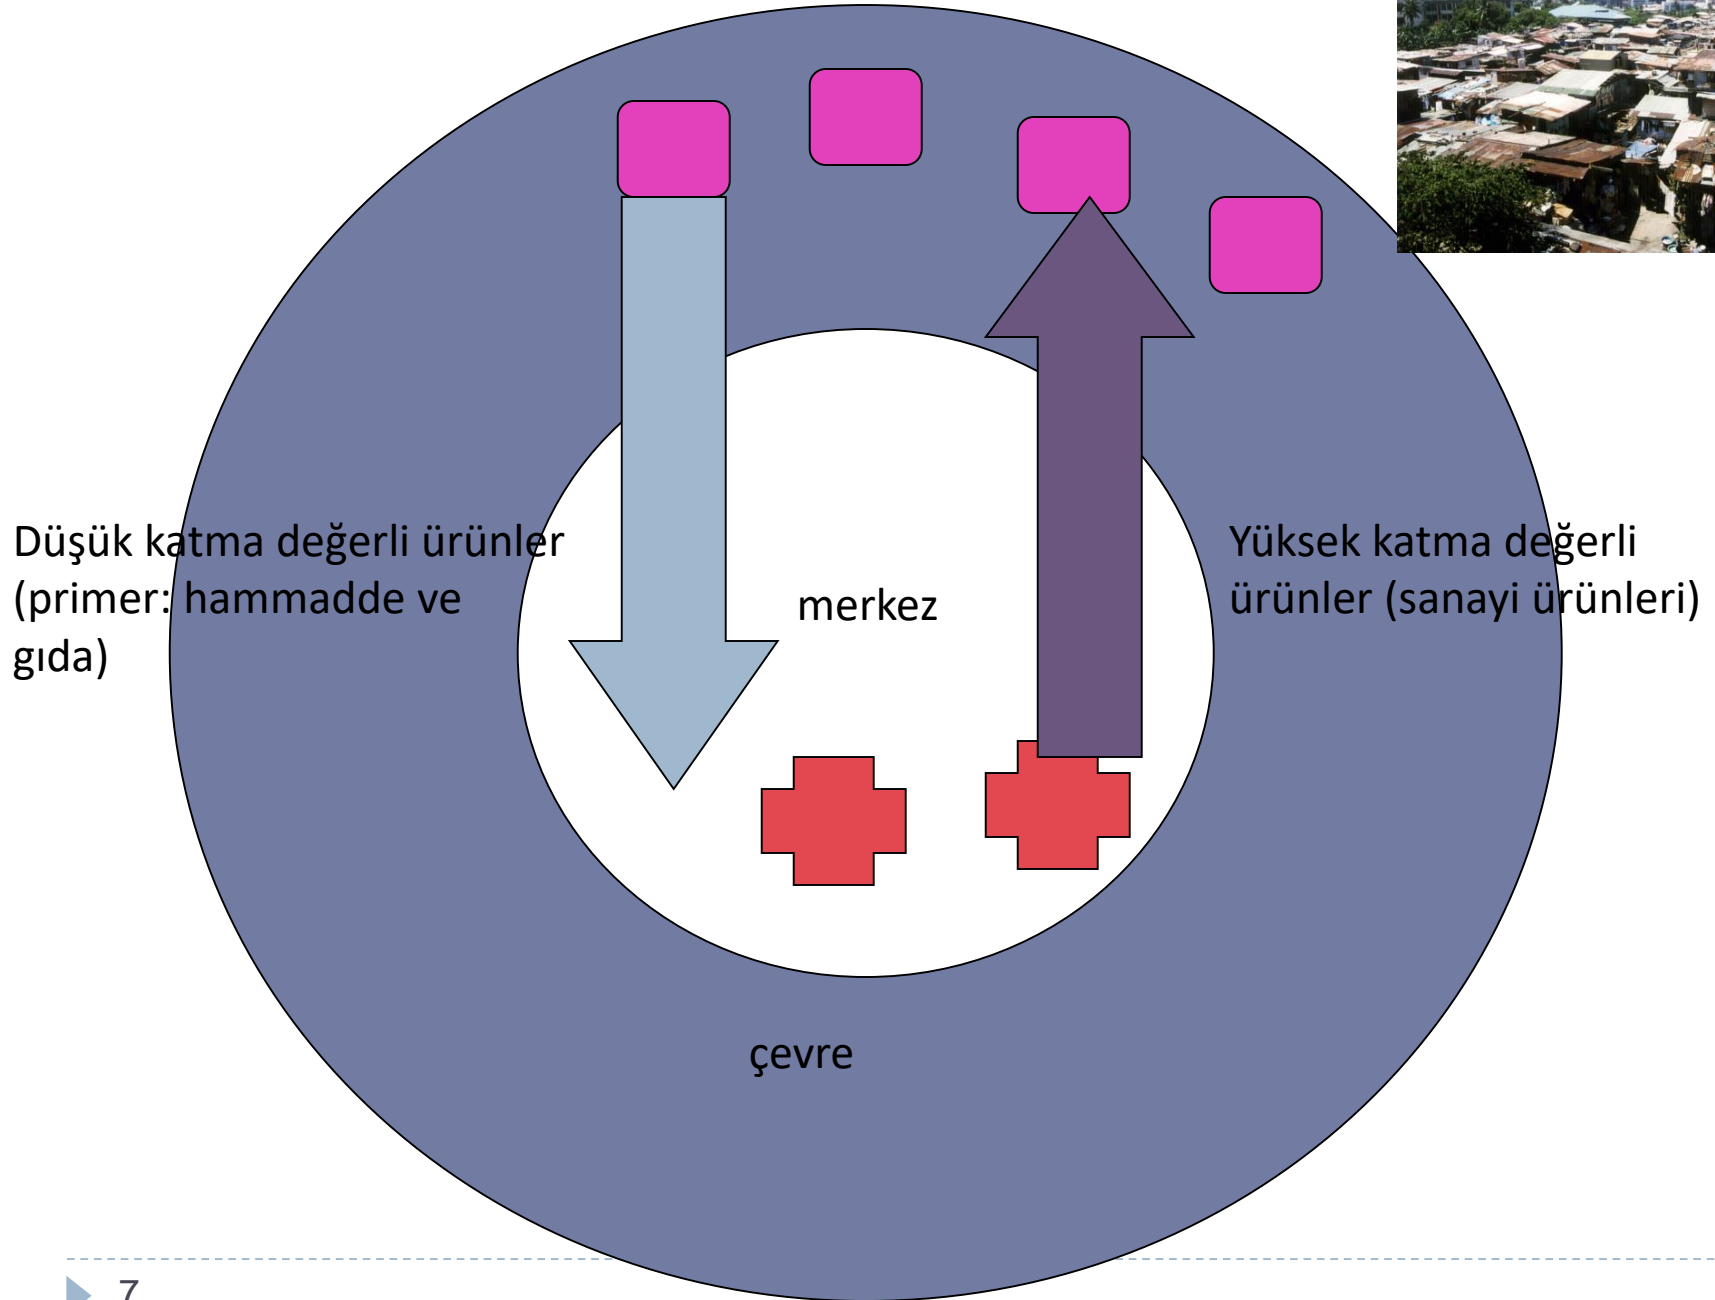 Düşük katma değerli ürünler
(primer: hammadde ve
gıda)
merkez
Yüksek katma değerli
ürünler (sanayi ürünleri)
çevre
7